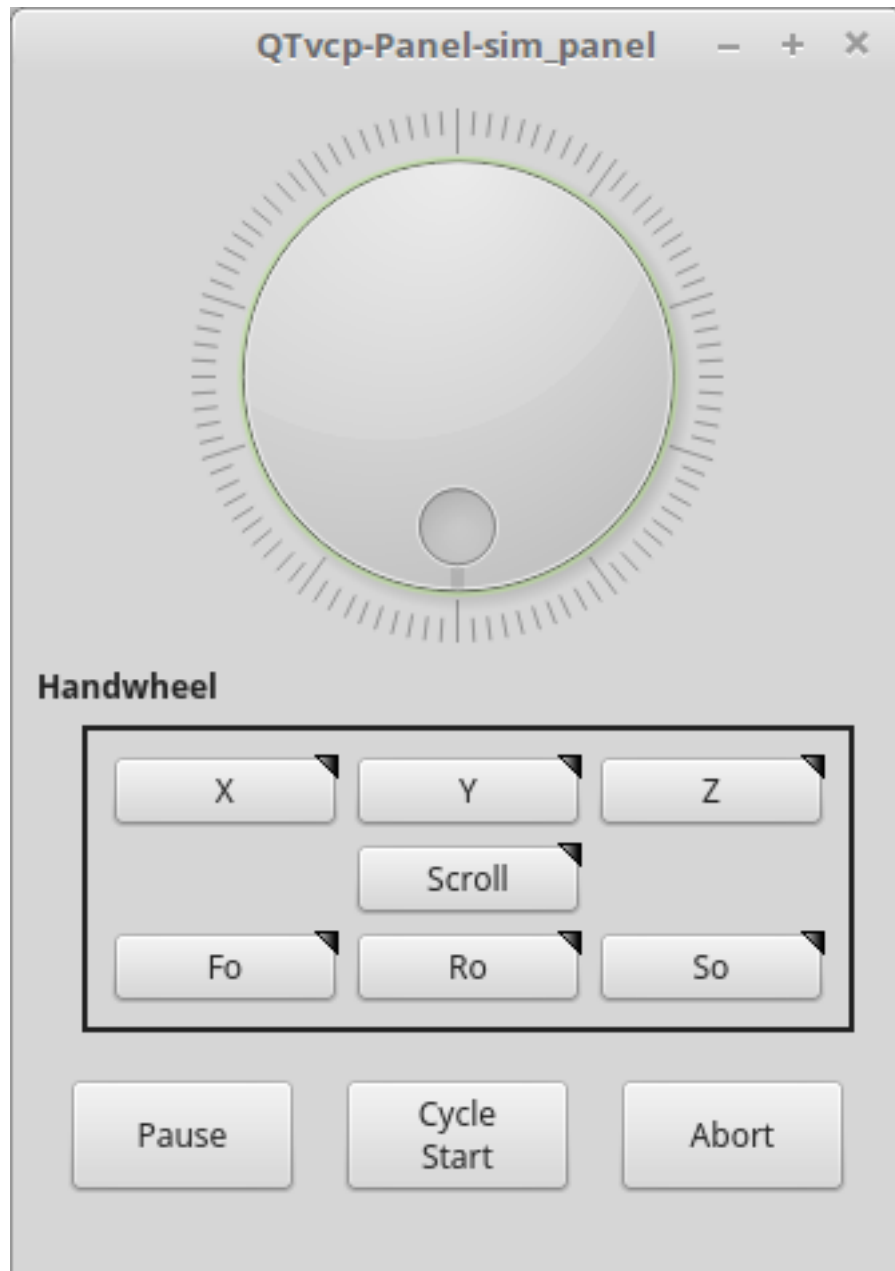 QTvcp-Panel-sim_panel
Handwheel
X Y Z
Scroll
Fo Ro So
Pause
Cycle
Start
Abort